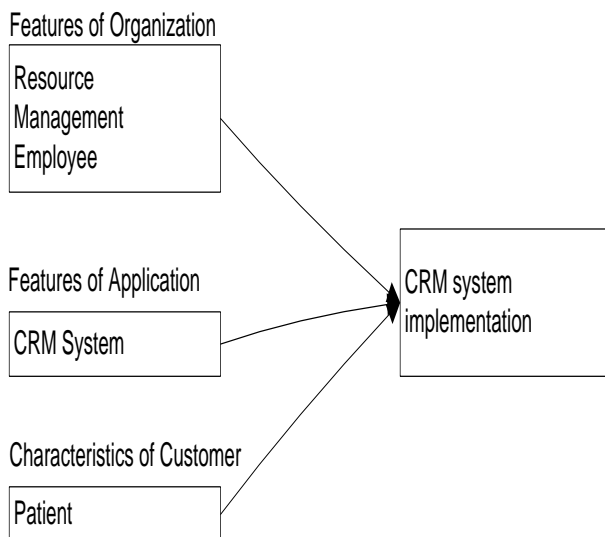 Features of Organization
Resource
Management
Employee
Features of Application
CRM System
Characteristics of Customer
Patient
CRM system
implementation